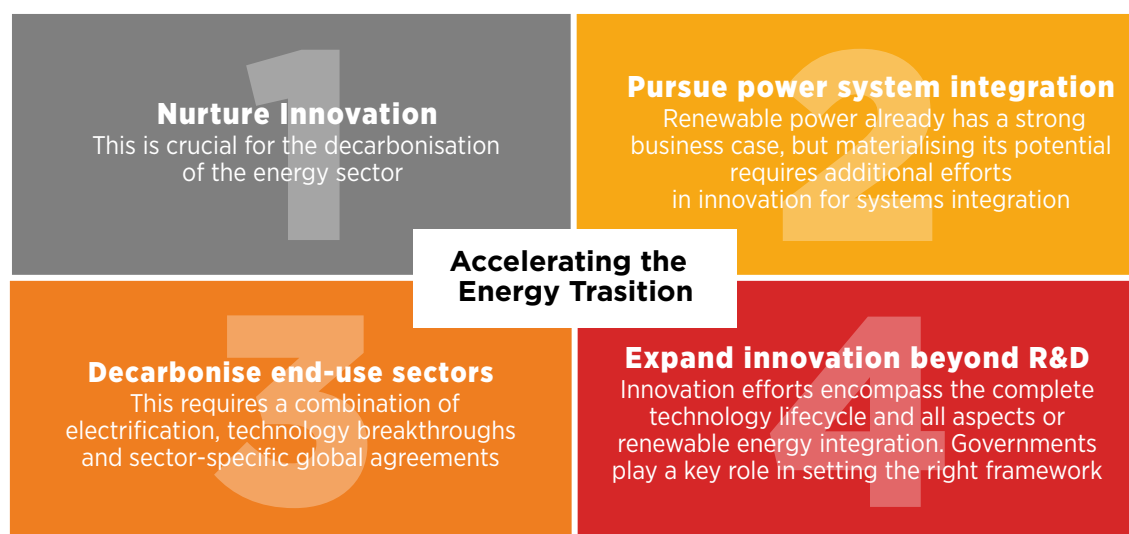 1
Nurture Innovation
This is crucial for the decarbonisation
of the energy sector
2
Pursue power system integration
Renewable power already has a strong
business case, but materialising its potential
requires additional efforts
in innovation for systems integration
Accelerating the
Energy Trasition
3
Decarbonise end-use sectors
This requires a combination of
electrification, technology breakthroughs
and sector-specific global agreements
4
Expand innovation beyond R&D
Innovation efforts encompass the complete
technology lifecycle and all aspects or
renewable energy integration. Governments
play a key role in setting the right framework